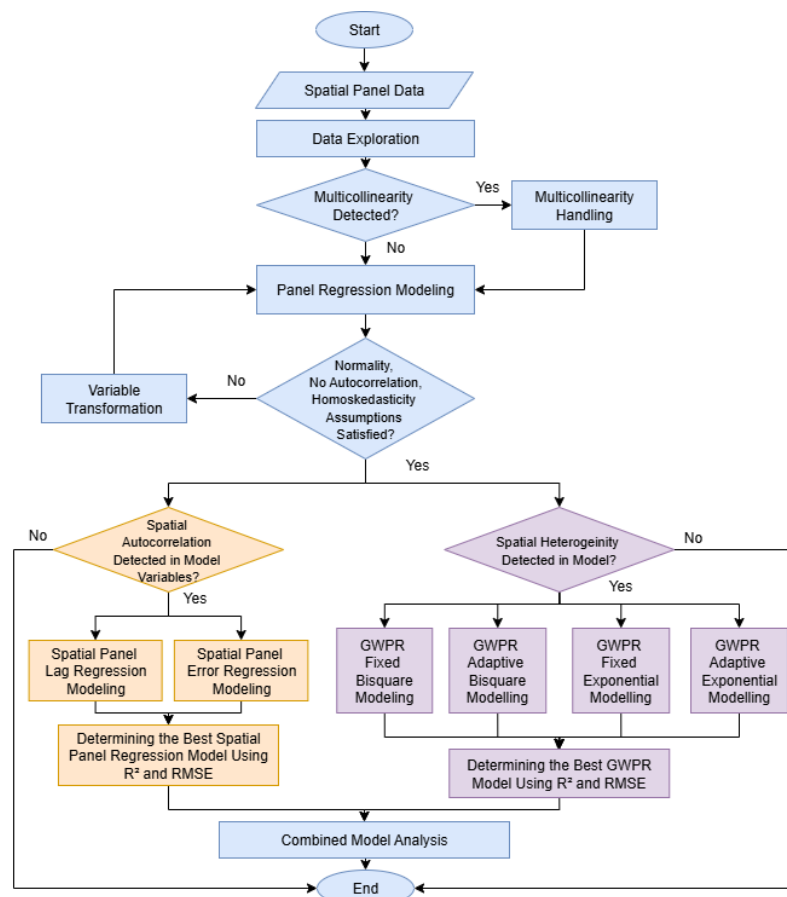 Start
Spatial Panel Data
Data Exploration
Multicollinearity
Detected?
Yes
Multicollinearity
Handling
No
Panel Regression Modeling
Normality,
No Autocorrelation,
Homoskedasticity
Assumptions
Satisfied?
No
Variable
Transformation
Yes
No
Spatial
Autocorrelation
Detected in Model
Variables?
Yes
Spatial Heterogeinity
Detected in Model?
No
Yes
Spatial Panel
Lag Regression
Modeling
Spatial Panel
Error Regression
Modeling
GWPR
Fixed
Bisquare
Modeling
GWPR
Adaptive
Bisquare
Modelling
GWPR
Fixed
Exponential
Modelling
GWPR
Adaptive
Exponential
Modelling
Determining the Best Spatial
Panel Regression Model Using
R² and RMSE
Determining the Best GWPR
Model Using R² and RMSE
Combined Model Analysis
End